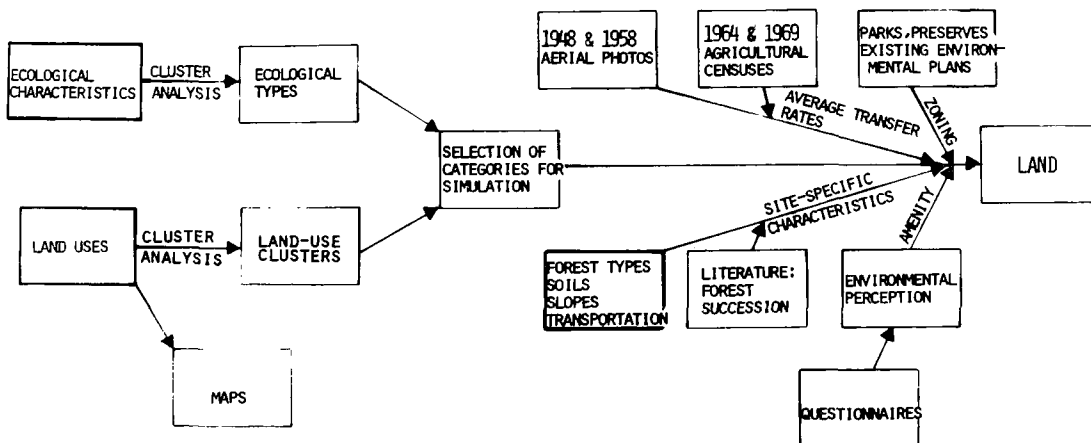 ECOLOGICAL
CHARACTERISTICS
CLUSTER
ANALYSIS
ECOLOGICAL
TYPES
LAND USES
CLUSTER
ANALYSIS
LAND-USE
CLUSTERS
MAPS
SELECTION OF
CATEGORIES FOR
SIMULATION
1948 & 1958
AERIAL PHOTOS
1964 & 1969
AGRICULTURAL
CENSUSES
PARKS, PRESERVES
EXISTING ENVIRON-
MENTAL PLANS
AVERAGE TRANSFER
RATES
ZONING
LAND
SITE-SPECIFIC
CHARACTERISTICS
AMENITY
FOREST TYPES
SOILS
SLOPES
TRANSPORTATION
LITERATURE:
FOREST
SUCCESSION
ENVIRONMENTAL
PERCEPTION
QUESTIONNAIRES